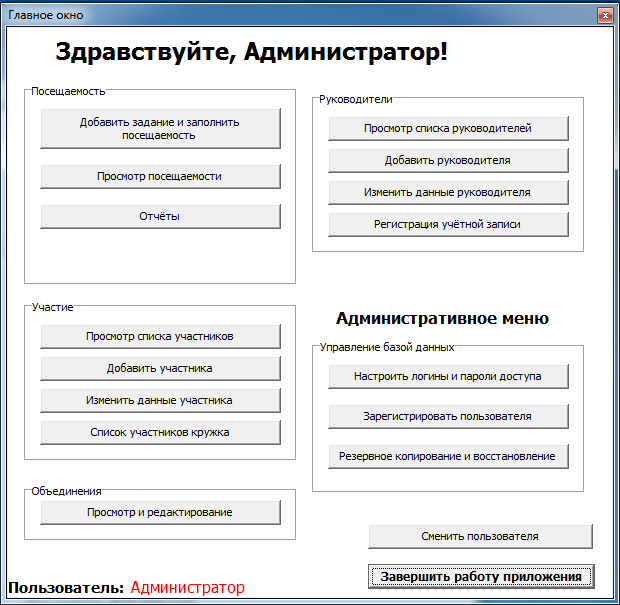 Главное окно
Здравствуйте, Администратор!
Посещаемость
Добавить задание и заполнить
посещаемость
Просмотр посещаемости
Отчёты
Руководители
Просмотр списка руководителей
Добавить руководителя
Изменить данные руководителя
Регистрация учётной записи
Участие
Просмотр списка участников
Добавить участника
Изменить данные участника
Список участников кружка
Административное меню
Управление базой данных
Настроить логины и пароли доступа
Зарегистрировать пользователя
Резервное копирование и восстановление
Объединения
Просмотр и редактирование
Сменить пользователя
Завершить работу приложения
Пользователь: Администратор